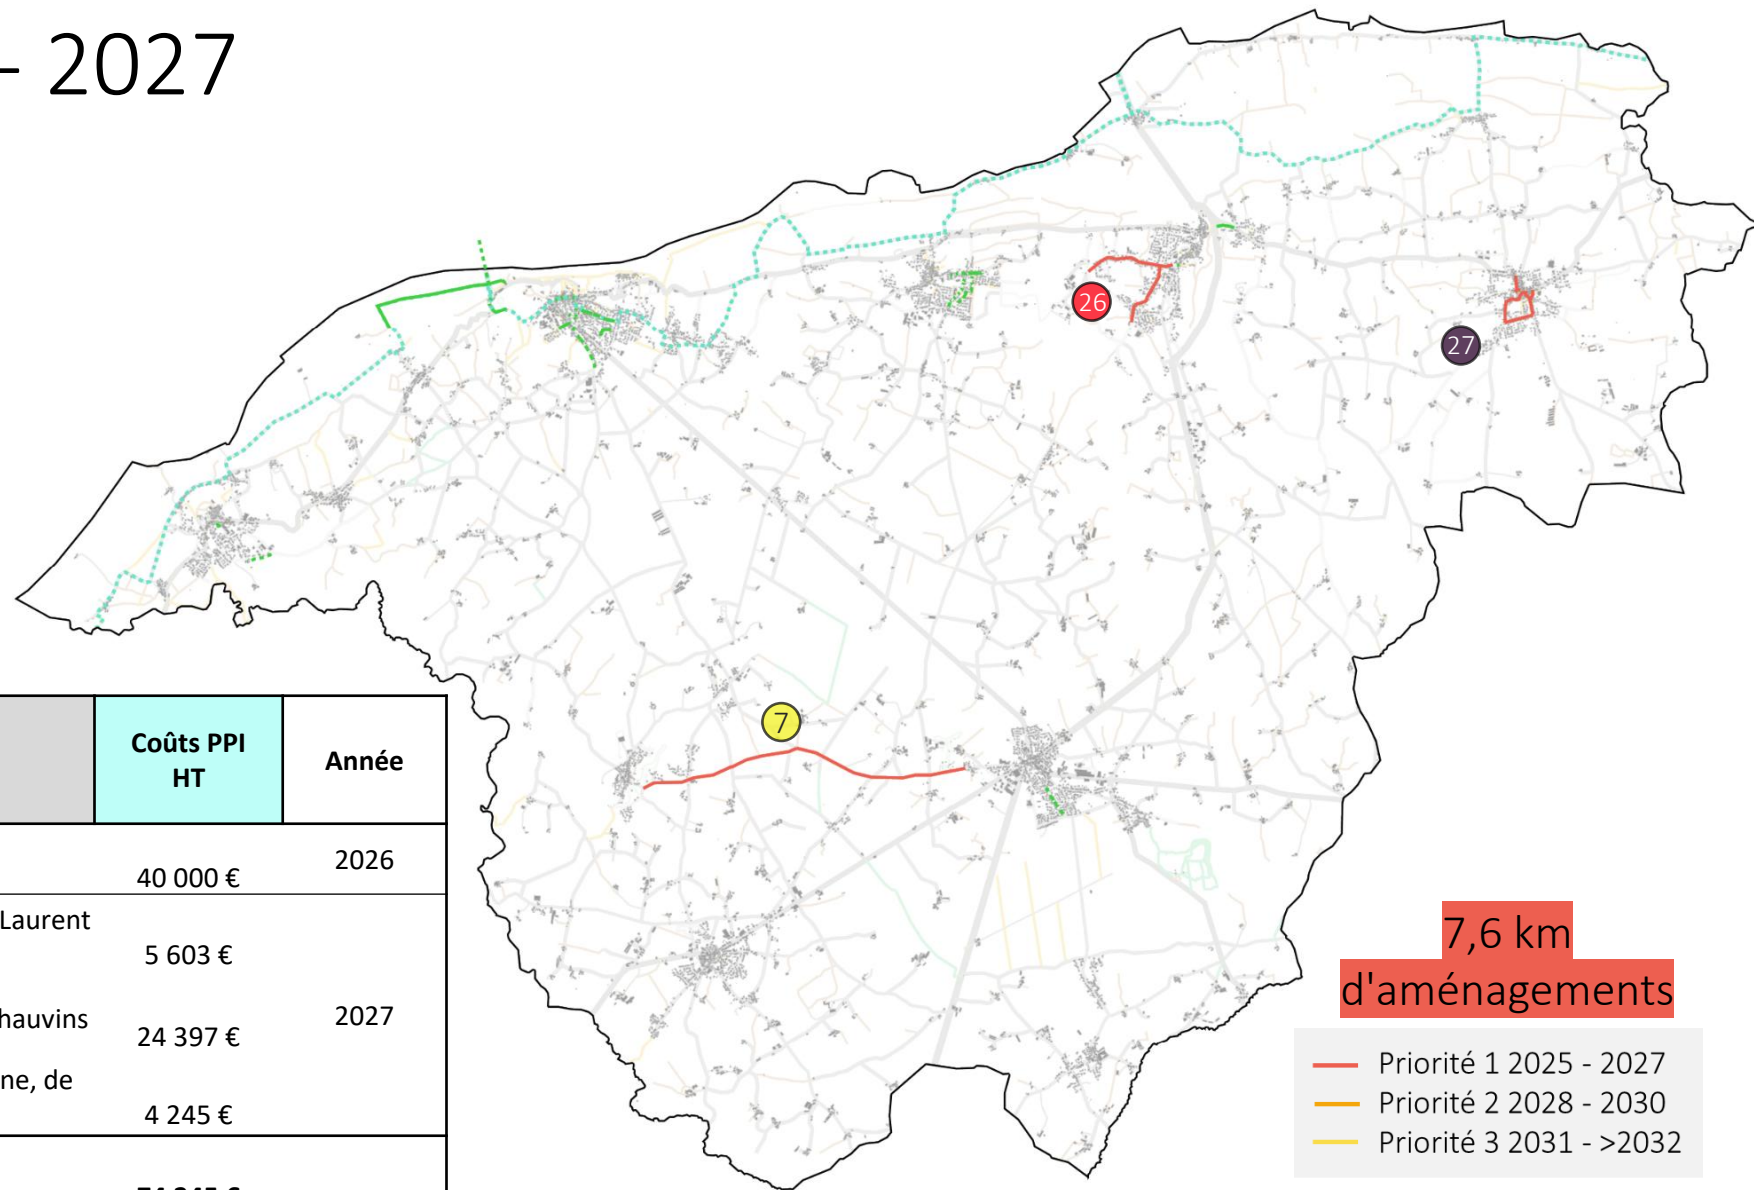 - 2027
26
27
7
Coûts PPI
HT
Année
40 000 €
2026
Laurent
5 603 €
hauvins
24 397 €
2027
ne, de
4 245 €
7,6 km
d'aménagements
Priorité 1 2025 - 2027
Priorité 2 2028 - 2030
Priorité 3 2031 - >2032